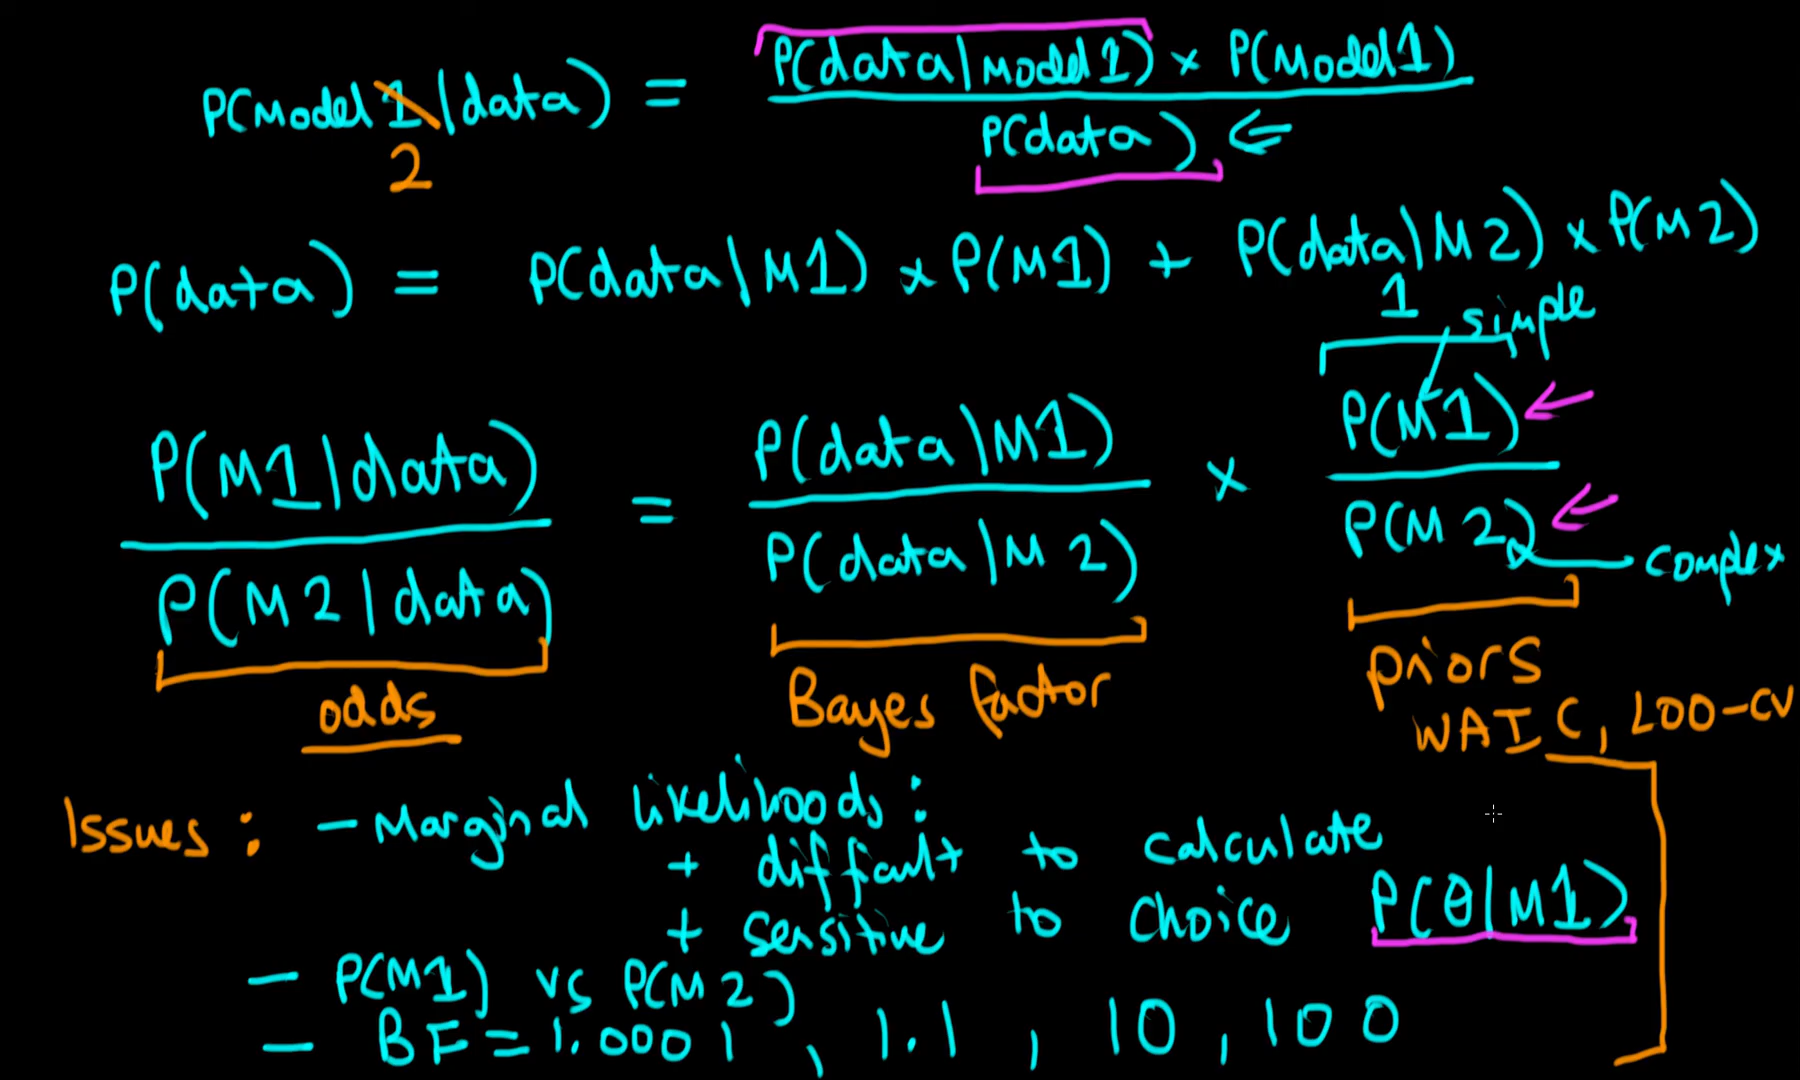 P(Model 1|data) = P(data|Model 1) × P(Model 1)
2
P(data) ⇐
P(data) = P(data|M1) × P(M1) + P(data|M2) × P(M2)
1
simple
P(M1|data) = P(data|M1) × P(M1)
P(M2|data) P(data|M2) P(M2)
complex
odds
Bayes factor
priors
WAIC, LOO-CV
Issues: - Marginal likelihoods:
+ difficult to calculate
+ sensitive to choice P(θ|M1)
- P(M1) vs P(M2)
- BF = 1.0001, 1.1, 10, 100